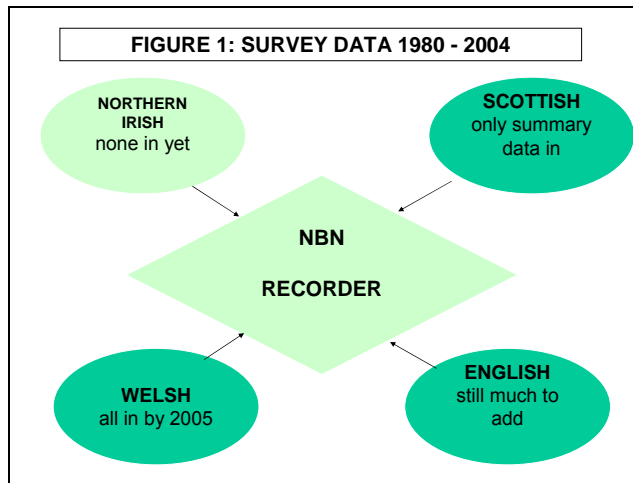 FIGURE 1: SURVEY DATA 1980 - 2004
NORTHERN
IRISH
none in yet
SCOTTISH
only summary
data in
NBN
RECORDER
WELSH
all in by 2005
ENGLISH
still much to
add